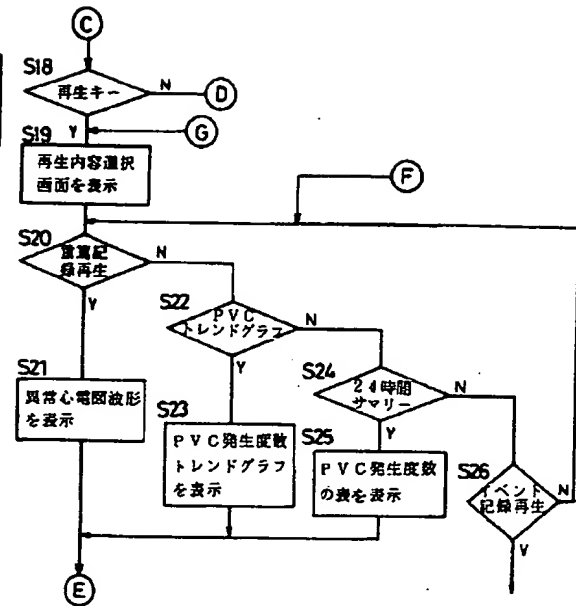 C
S18
再生キー
N
D
Y
G
S19
再生内容選択
画面を表示
F
S20
重篤記
録再生
N
Y
S22
PVC
トレンドグラフ
N
Y
S24
24時間
サマリー
N
Y
S21
異常心電図波形
を表示
S23
PVC発生度数
トレンドグラフ
を表示
S25
PVC発生度数
の表を表示
S26
イベント
記録再生
N
Y
E